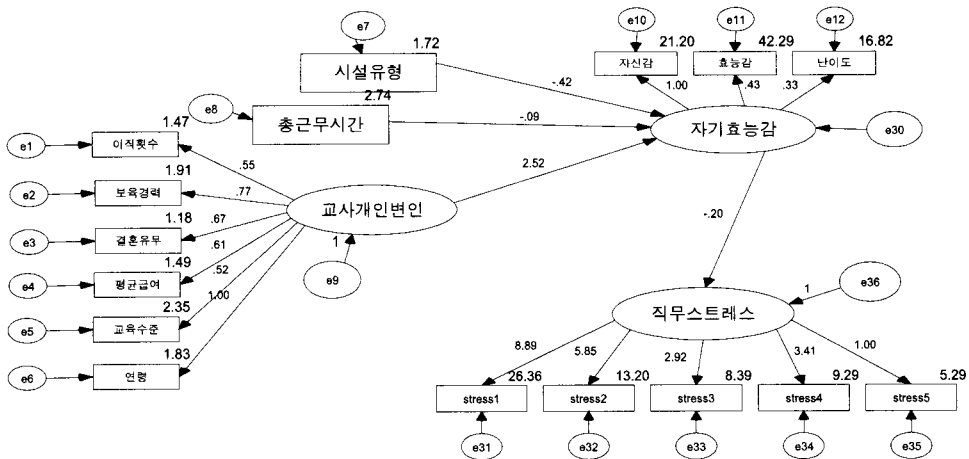 e7
1.72
시설유형
e8
2.74
총근무시간
-.42
-.09
e10
e11
e12
21.20
42.29
16.82
자신감
효능감
난이도
1.00
.43
.33
자기효능감
e30
e1
1.47
이직횟수
.55
e2
1.91
보육경력
.77
e3
1.18
결혼유무
.67
e4
1.49
평균급여
.61
e5
2.35
교육수준
.52
e6
1.83
연령
1.00
교사개인변인
1
e9
2.52
-.20
직무스트레스
1
e36
8.89
5.85
2.92
3.41
1.00
26.36
13.20
8.39
9.29
5.29
stress1
stress2
stress3
stress4
stress5
e31
e32
e33
e34
e35